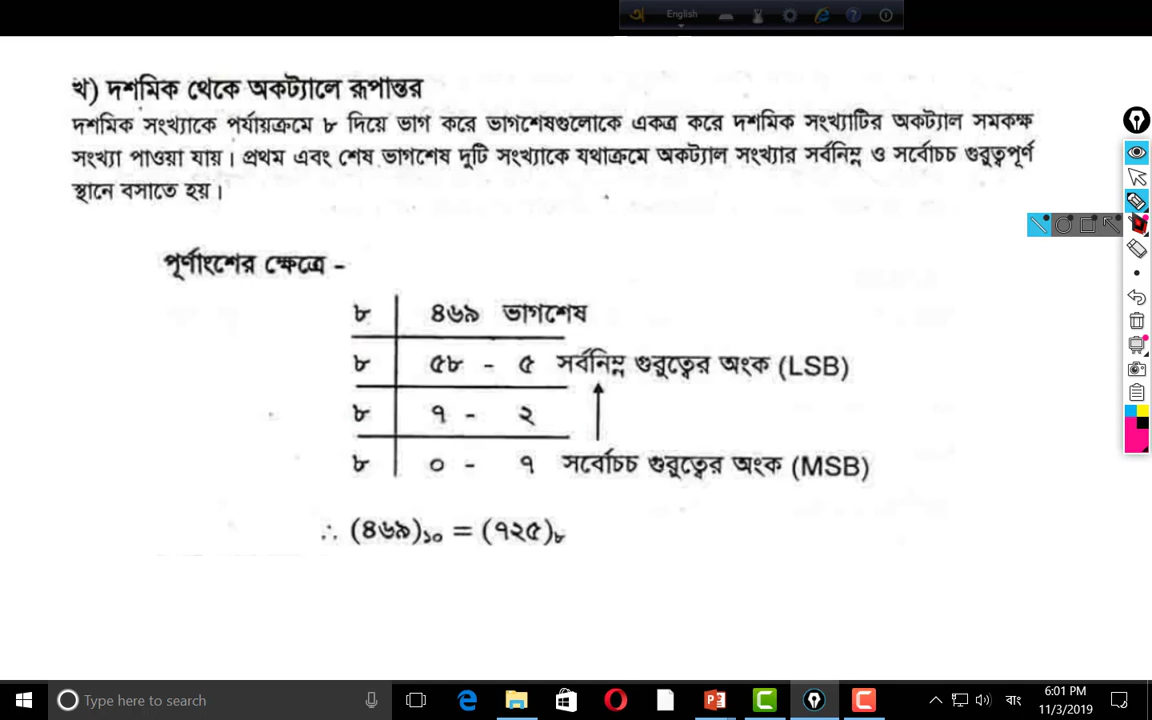 English
খ) দশমিক থেকে অকট্যালে রূপান্তর
দশমিক সংখ্যাকে পর্যায়ক্রমে ৮ দিয়ে ভাগ করে ভাগশেষগুলোকে একত্র করে দশমিক সংখ্যাটির অকট্যাল সমকক্ষ
সংখ্যা পাওয়া যায়। প্রথম এবং শেষ ভাগশেষ দুটি সংখ্যাকে যথাক্রমে অকট্যাল সংখ্যার সর্বনিম্ন ও সর্বোচচ গুরুত্বপূর্ণ
স্থানে বসাতে হয়।
পূর্ণাংশের ক্ষেত্রে -
৮ | ৪৬৯ ভাগশেষ
৮ | ৫৮ - ৫ সর্বনিম্ন গুরুত্বের অংক (LSB)
৮ | ৭ - ২
৮ | ০ - ৭ সর্বোচচ গুরুত্বের অংক (MSB)
∴ (৪৬৯)₁₀ = (৭২৫)₈
Type here to search
বাং
6:01 PM
11/3/2019